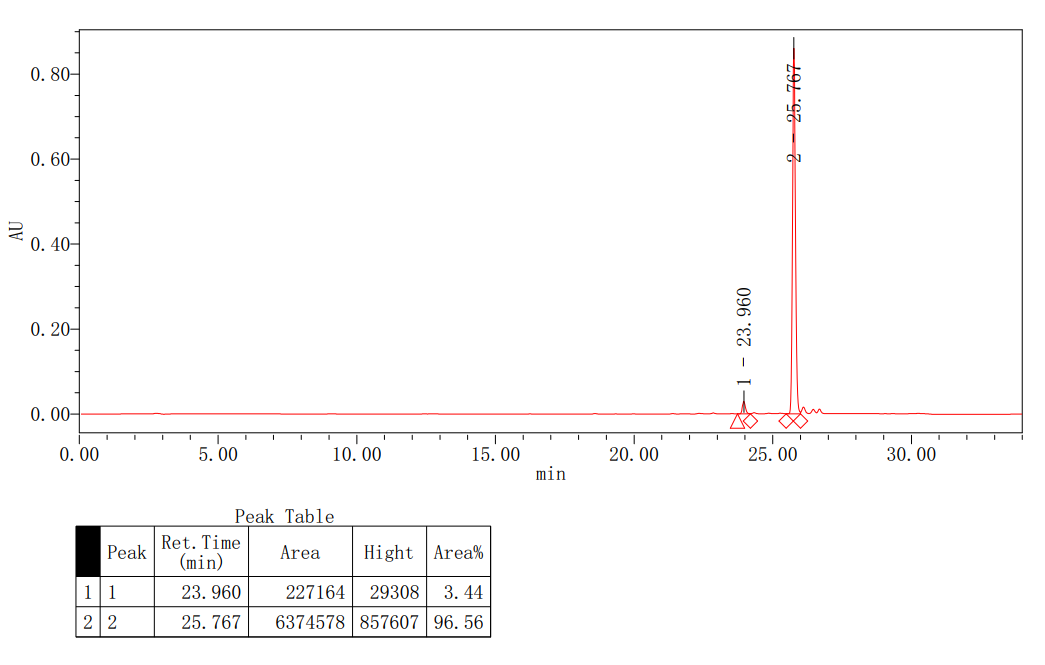 0.80
0.60
0.40
0.20
0.00
AU
1 - 23.960
2 - 25.767
0.00 5.00 10.00 15.00 20.00 25.00 30.00
min
Peak Table
Peak Ret.Time (min) Area Hight Area%
1 1 23.960 227164 29308 3.44
2 2 25.767 6374578 857607 96.56